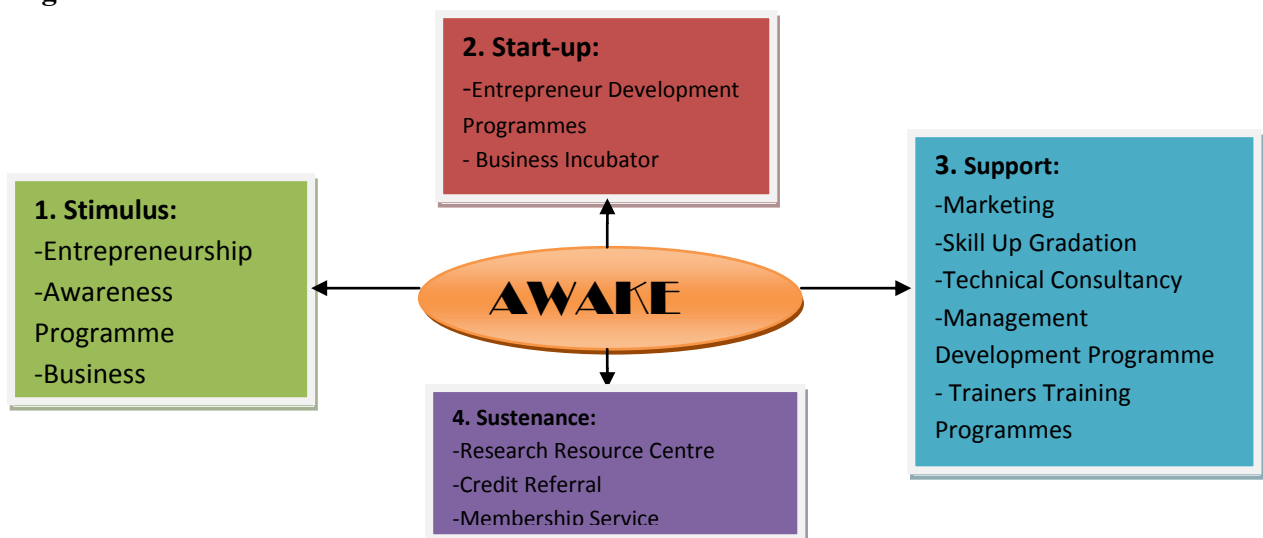 2. Start-up:
-Entrepreneur Development
Programmes
- Business Incubator
1. Stimulus:
-Entrepreneurship
-Awareness
Programme
-Business
AWAKE
3. Support:
-Marketing
-Skill Up Gradation
-Technical Consultancy
-Management
Development Programme
- Trainers Training
Programmes
4. Sustenance:
-Research Resource Centre
-Credit Referral
-Membership Service